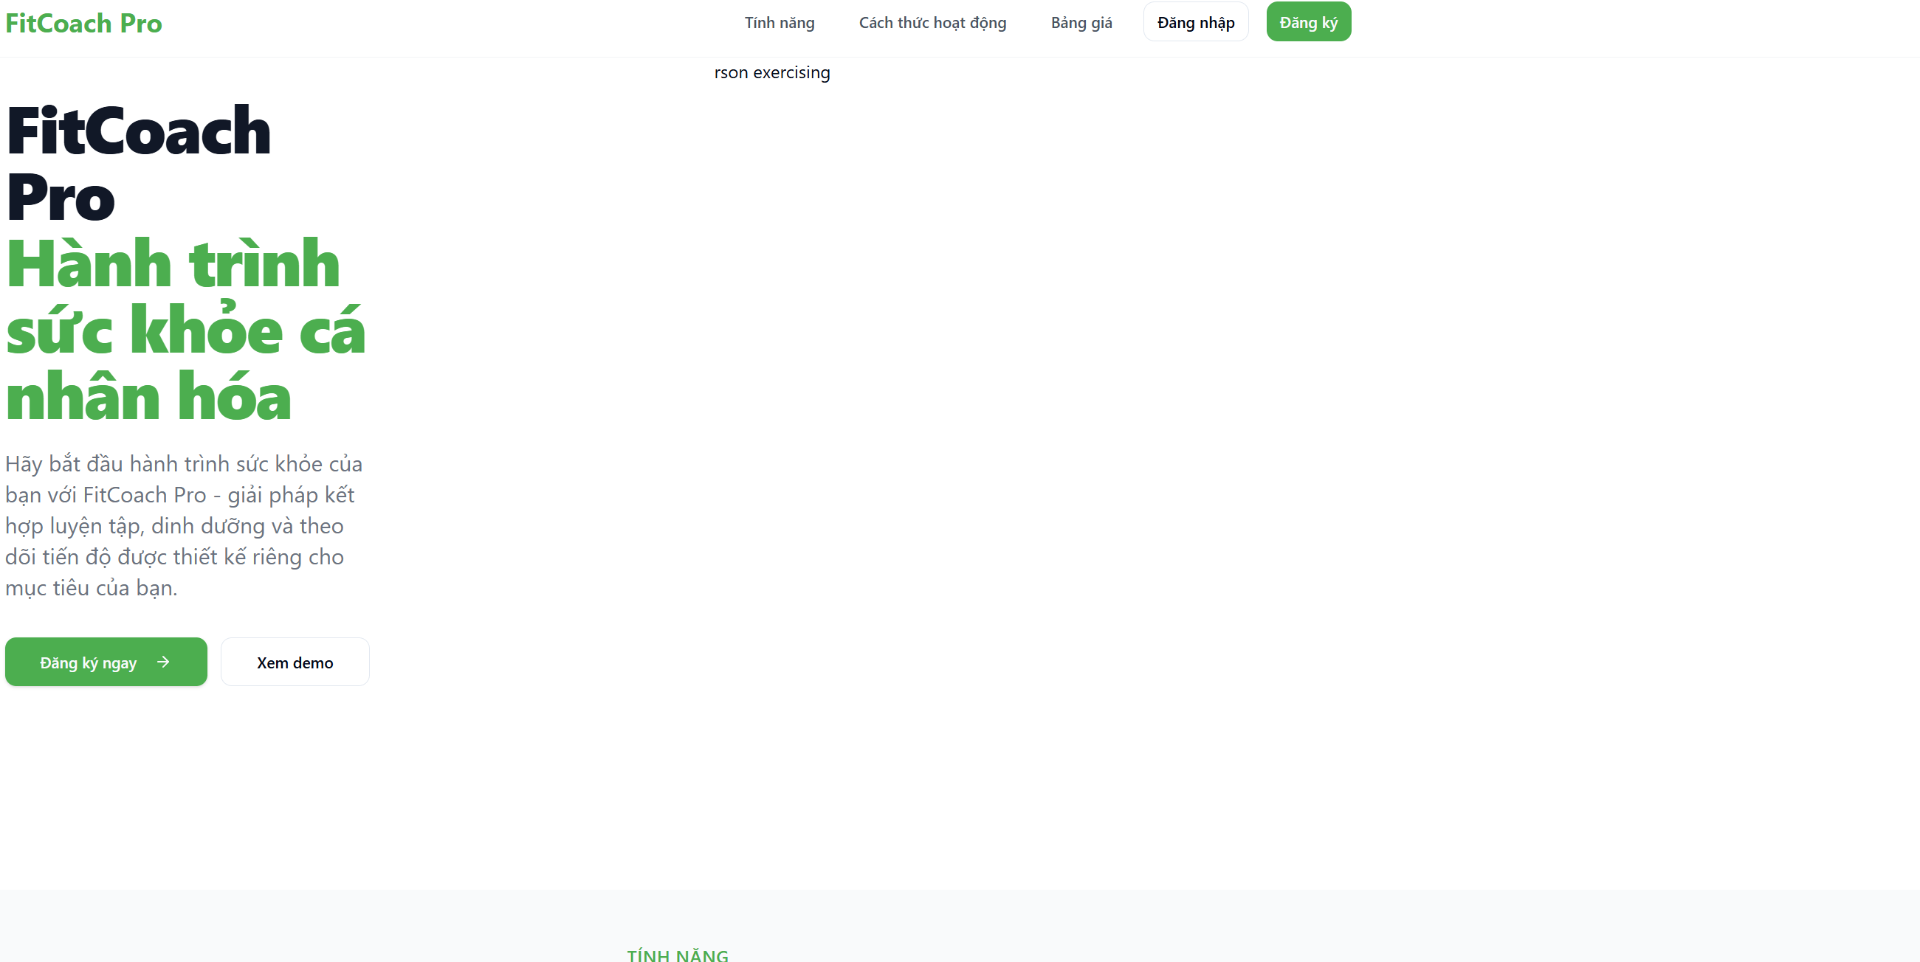 FitCoach Pro
Tính năng
Cách thức hoạt động
Bảng giá
Đăng nhập
Đăng ký
rson exercising
FitCoach
Pro
Hành trình
sức khỏe cá
nhân hóa
Hãy bắt đầu hành trình sức khỏe của
bạn với FitCoach Pro - giải pháp kết
hợp luyện tập, dinh dưỡng và theo
dõi tiến độ được thiết kế riêng cho
mục tiêu của bạn.
Đăng ký ngay →
Xem demo
TÍNH NĂNG